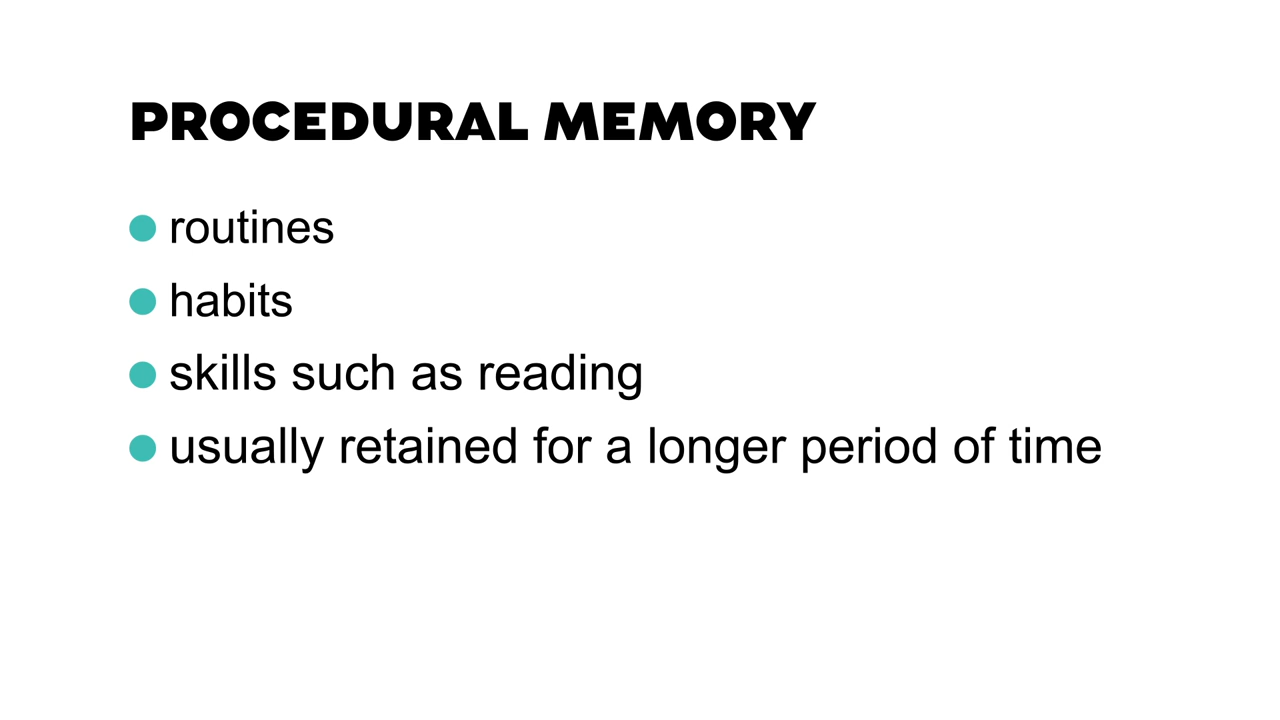 PROCEDURAL MEMORY
routines
habits
skills such as reading
usually retained for a longer period of time